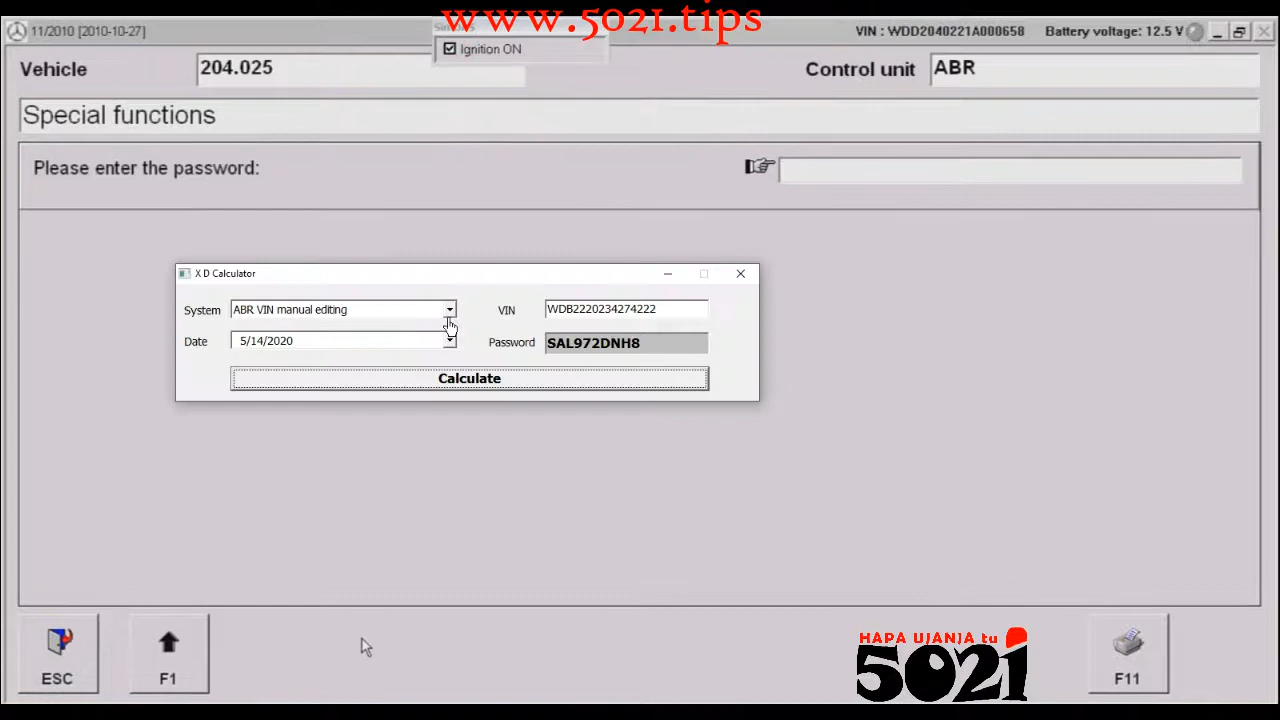 www.5021.tips
11/2010 [2010-10-27]
VIN : WDD2040221A000658
Battery voltage: 12.5 V
Ignition ON
Vehicle
204.025
Control unit
ABR
Special functions
Please enter the password:
X D Calculator
System
ABR VIN manual editing
VIN
WDB2220234274222
Date
5/14/2020
Password
SAL972DNH8
Calculate
ESC
F1
HAPA UJANJA tu
5021
F11